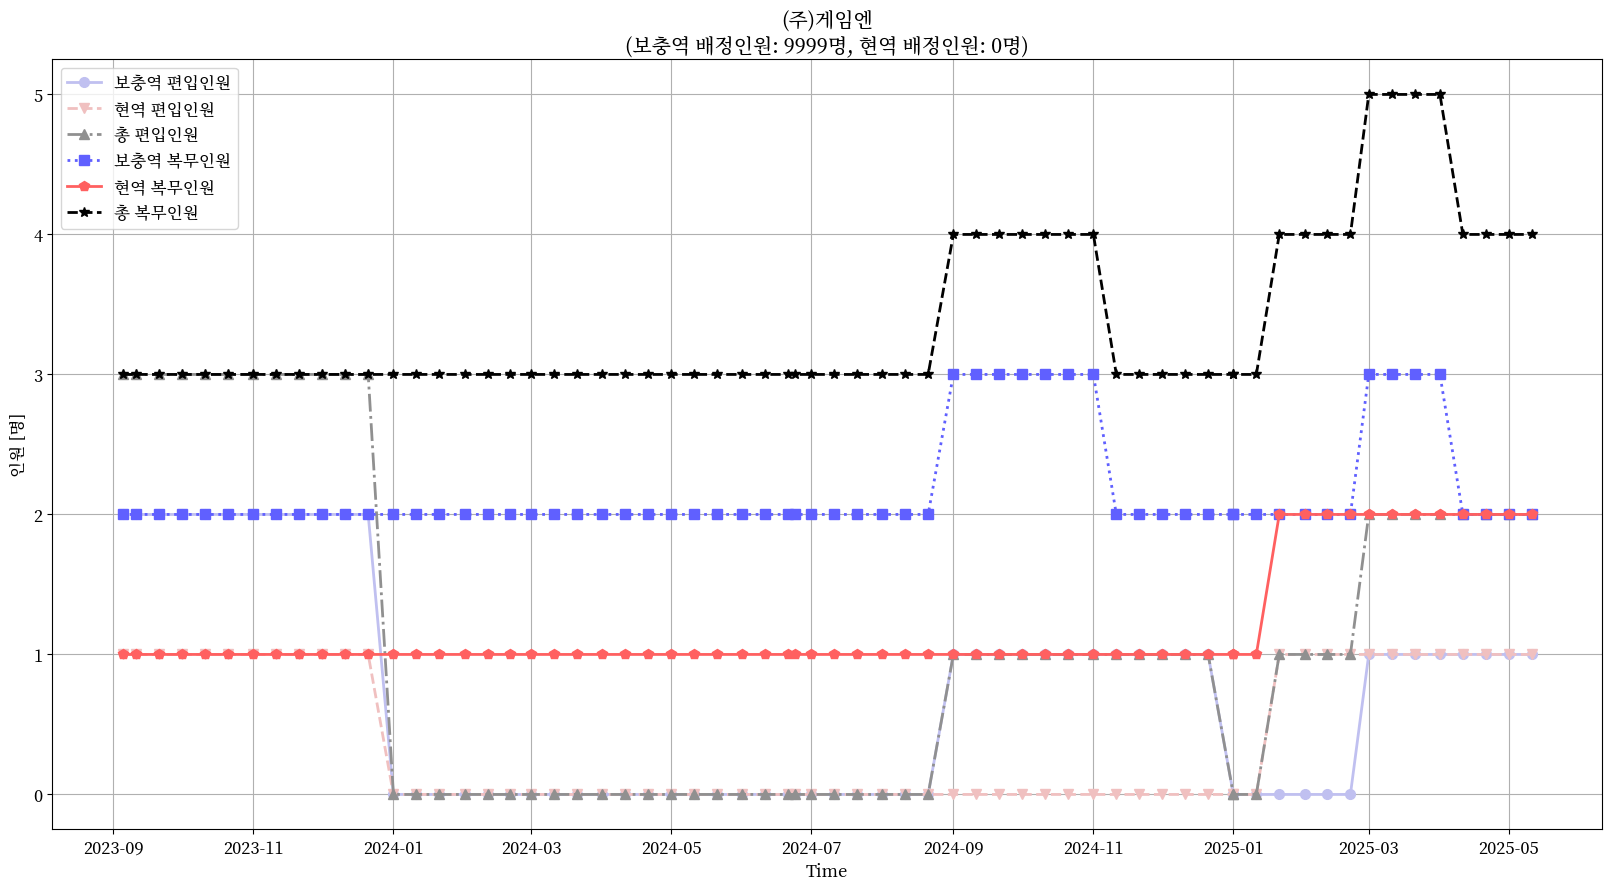 (주)게임엔
(보충역 배정인원: 9999명, 현역 배정인원: 0명)
보충역 편입인원
현역 편입인원
총 편입인원
보충역 복무인원
현역 복무인원
총 복무인원
5
4
3
2
1
0
인원 [명]
2023-09 2023-11 2024-01 2024-03 2024-05 2024-07 2024-09 2024-11 2025-01 2025-03 2025-05
Time